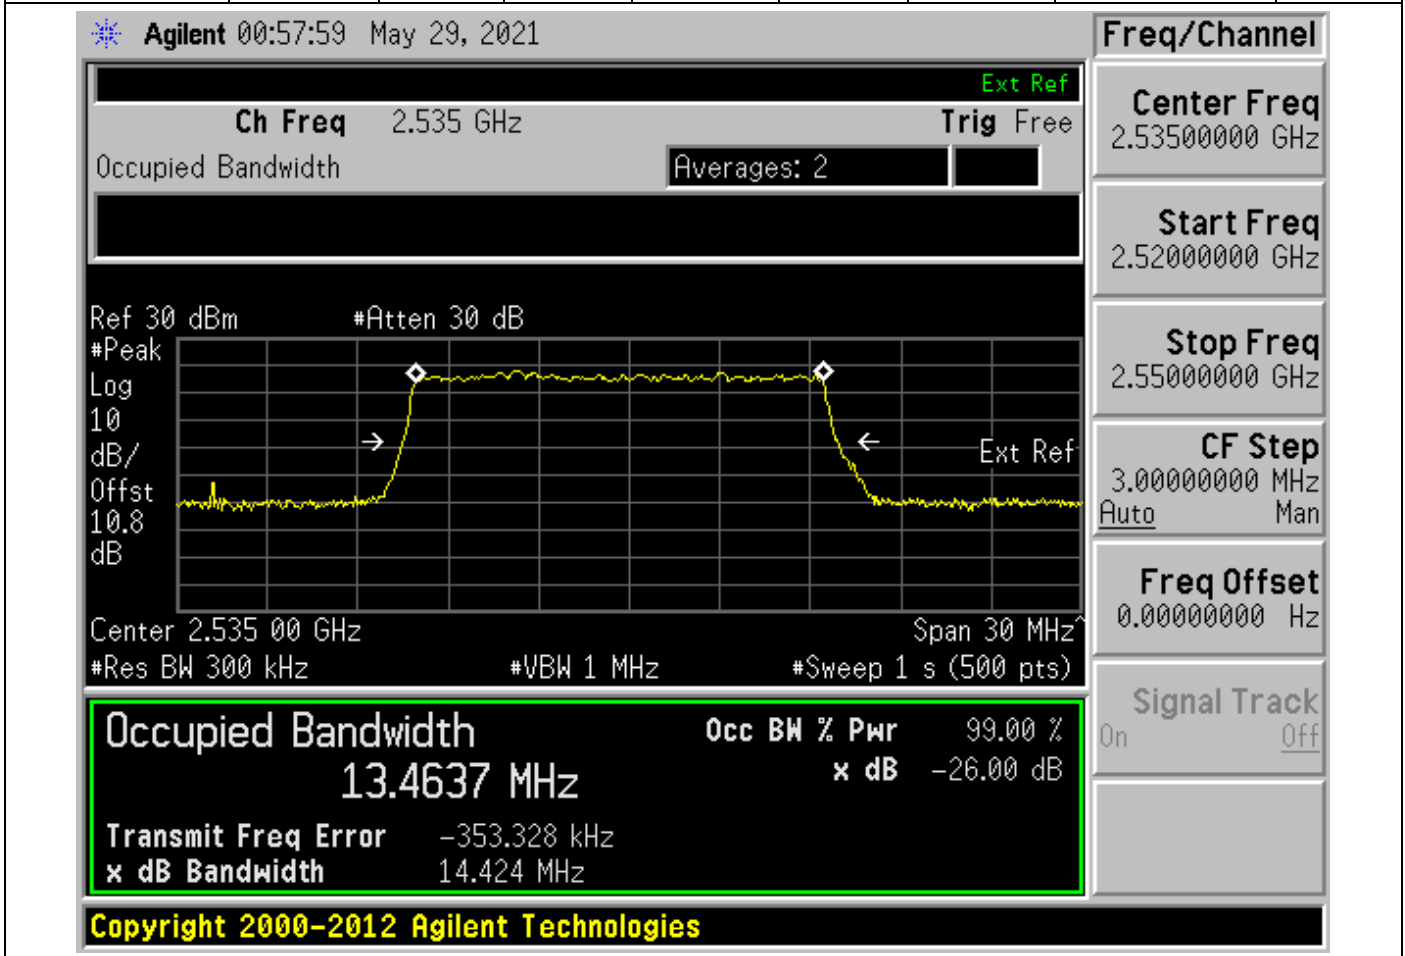 Agilent 00:57:59 May 29, 2021
Freq/Channel
Ext Ref
Ch Freq 2.535 GHz Trig Free
Occupied Bandwidth Averages: 2
Center Freq
2.53500000 GHz
Start Freq
2.52000000 GHz
Stop Freq
2.55000000 GHz
CF Step
3.00000000 MHz
Auto Man
Freq Offset
0.00000000 Hz
Signal Track
On Off
Ref 30 dBm #Atten 30 dB
#Peak
Log
10
dB/
Offst
10.8
dB
Ext Ref
Center 2.535 00 GHz Span 30 MHz^
#Res BW 300 kHz #VBW 1 MHz #Sweep 1 s (500 pts)
Occupied Bandwidth
13.4637 MHz
Occ BW % Pwr 99.00 %
x dB -26.00 dB
Transmit Freq Error -353.328 kHz
x dB Bandwidth 14.424 MHz
Copyright 2000-2012 Agilent Technologies